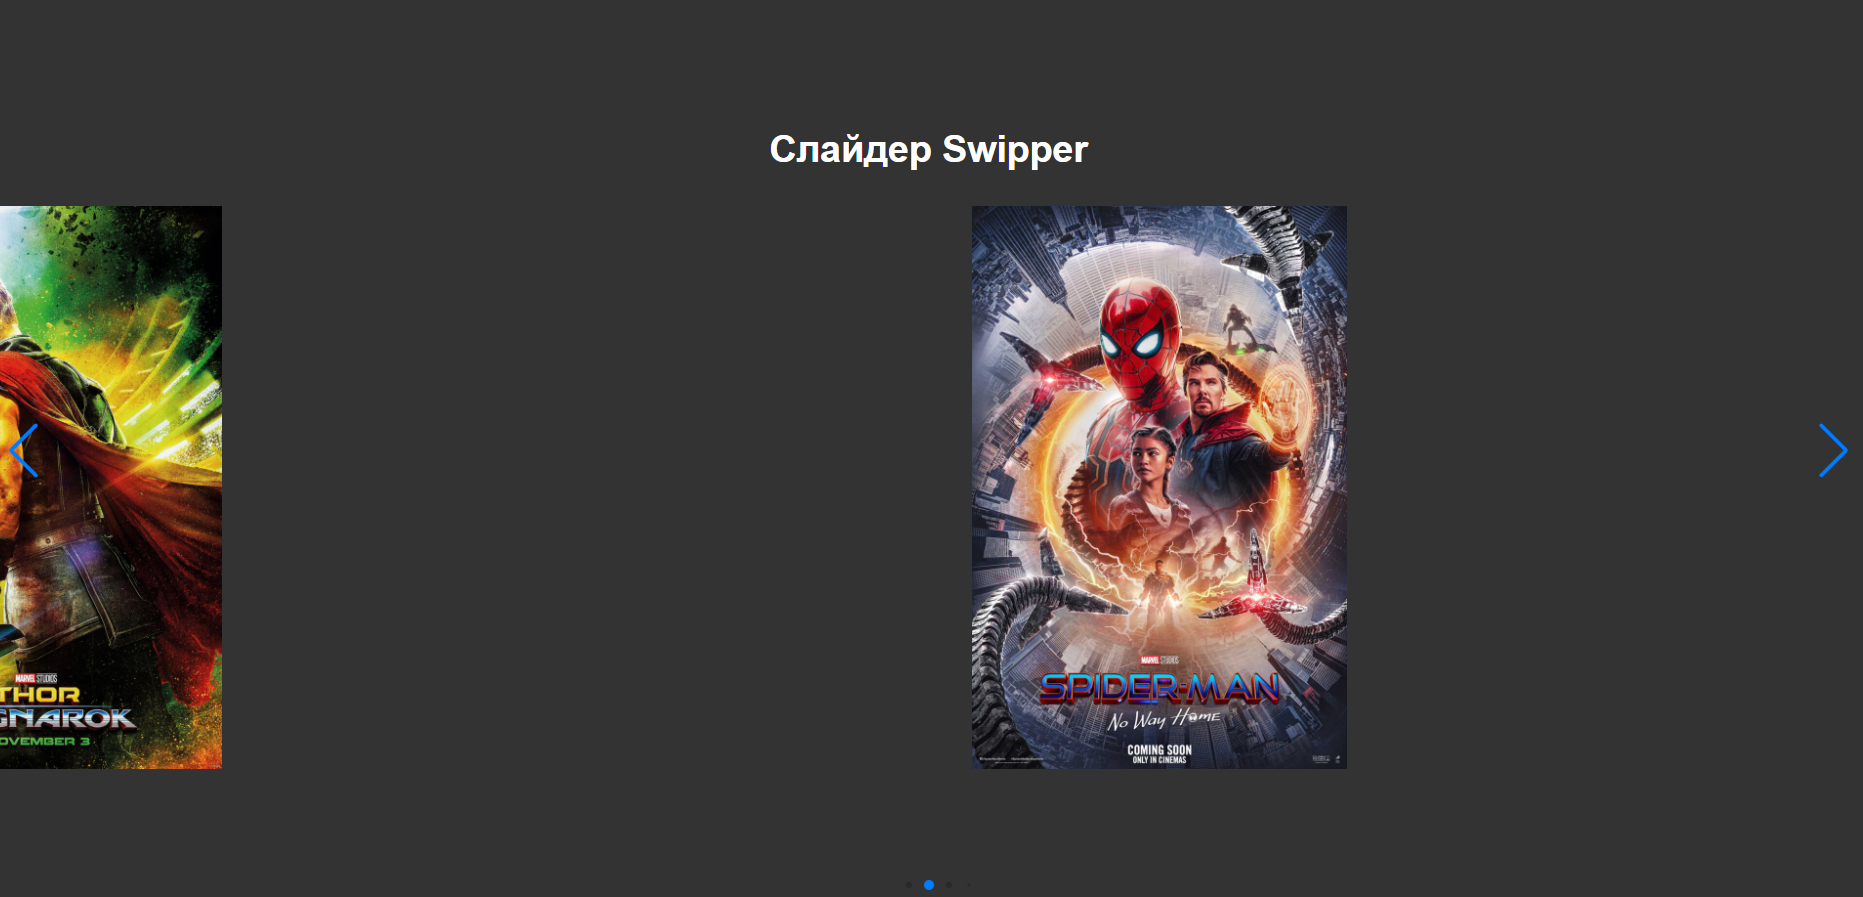 Слайдер Swipper
MARVEL STUDIOS
THOR
GNAROK
OVEMBER 3
MARVEL STUDIOS
SPIDER-MAN
No Way Home
COMING SOON
ONLY IN CINEMAS